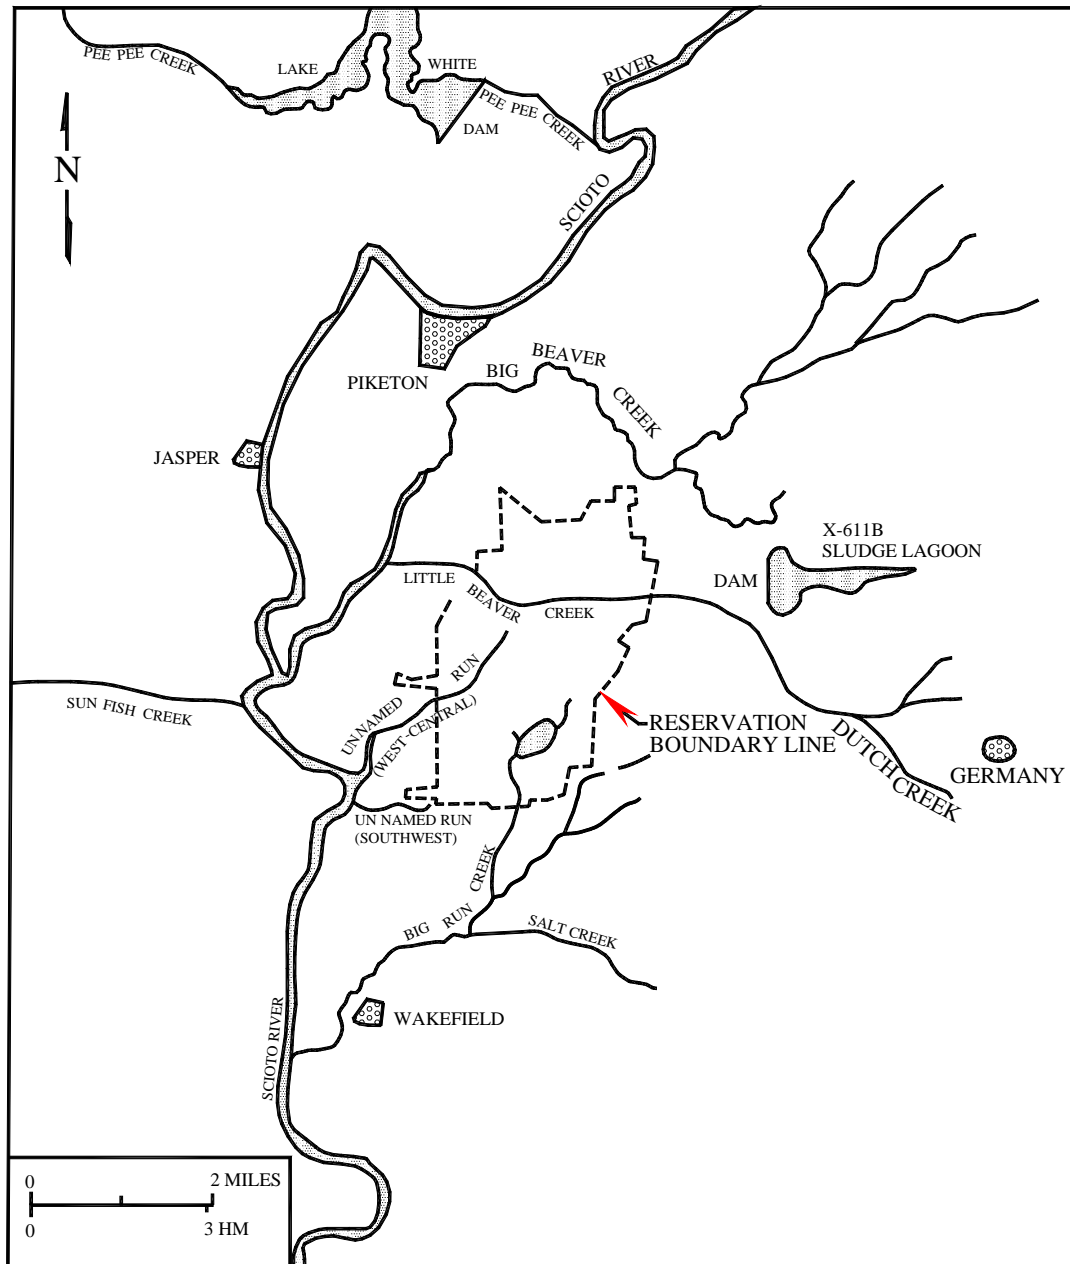 PEE PEE CREEK
LAKE
WHITE
DAM
PEE PEE CREEK
RIVER
SCIOTO
N
PIKETON
BIG
BEAVER
CREEK
JASPER
X-611B
SLUDGE LAGOON
DAM
LITTLE
BEAVER
CREEK
SUN FISH CREEK
UN NAMED
RUN
(WEST-CENTRAL)
RESERVATION
BOUNDARY LINE
DUTCH
CREEK
GERMANY
UN NAMED RUN
(SOUTHWEST)
CREEK
BIG RUN
SALT CREEK
WAKEFIELD
SCIOTO RIVER
0
2 MILES
0
3 HM